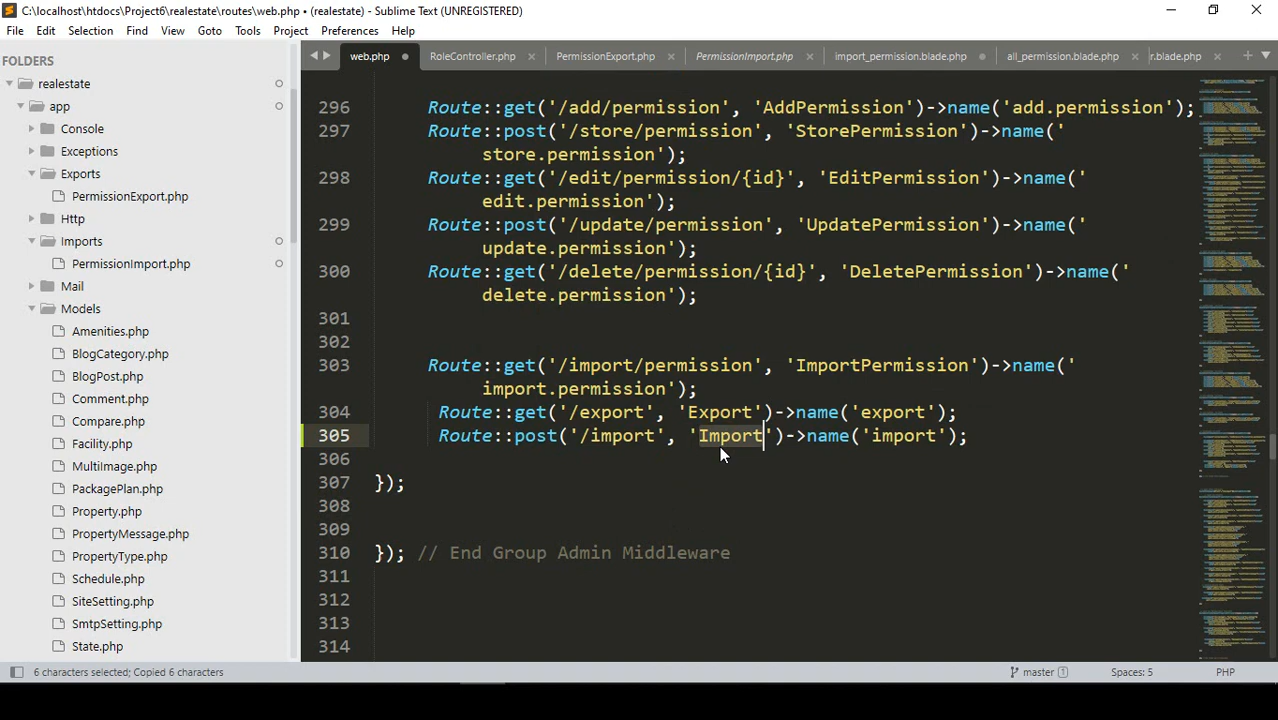 C:\localhost\htdocs\Project6\realestate\routes\web.php • (realestate) - Sublime Text (UNREGISTERED)
File Edit Selection Find View Goto Tools Project Preferences Help
FOLDERS
realestate
app
Console
Exceptions
Exports
PermissionExport.php
Http
Imports
PermissionImport.php
Mail
Models
Amenities.php
BlogCategory.php
BlogPost.php
Comment.php
Compare.php
Facility.php
MultiImage.php
PackagePlan.php
Property.php
PropertyMessage.php
PropertyType.php
Schedule.php
SiteSetting.php
SmtpSetting.php
State.php
web.php RoleController.php PermissionExport.php PermissionImport.php import_permission.blade.php all_permission.blade.php r.blade.php
296 Route::get('/add/permission', 'AddPermission')->name('add.permission');
297 Route::post('/store/permission', 'StorePermission')->name('
store.permission');
298 Route::get('/edit/permission/{id}', 'EditPermission')->name('
edit.permission');
299 Route::post('/update/permission', 'UpdatePermission')->name('
update.permission');
300 Route::get('/delete/permission/{id}', 'DeletePermission')->name('
delete.permission');
301
302
303 Route::get('/import/permission', 'ImportPermission')->name('
import.permission');
304 Route::get('/export', 'Export')->name('export');
305 Route::post('/import', 'Import')->name('import');
306
307 });
308
309
310 }); // End Group Admin Middleware
311
312
313
314
6 characters selected; Copied 6 characters master 1 Spaces: 5 PHP